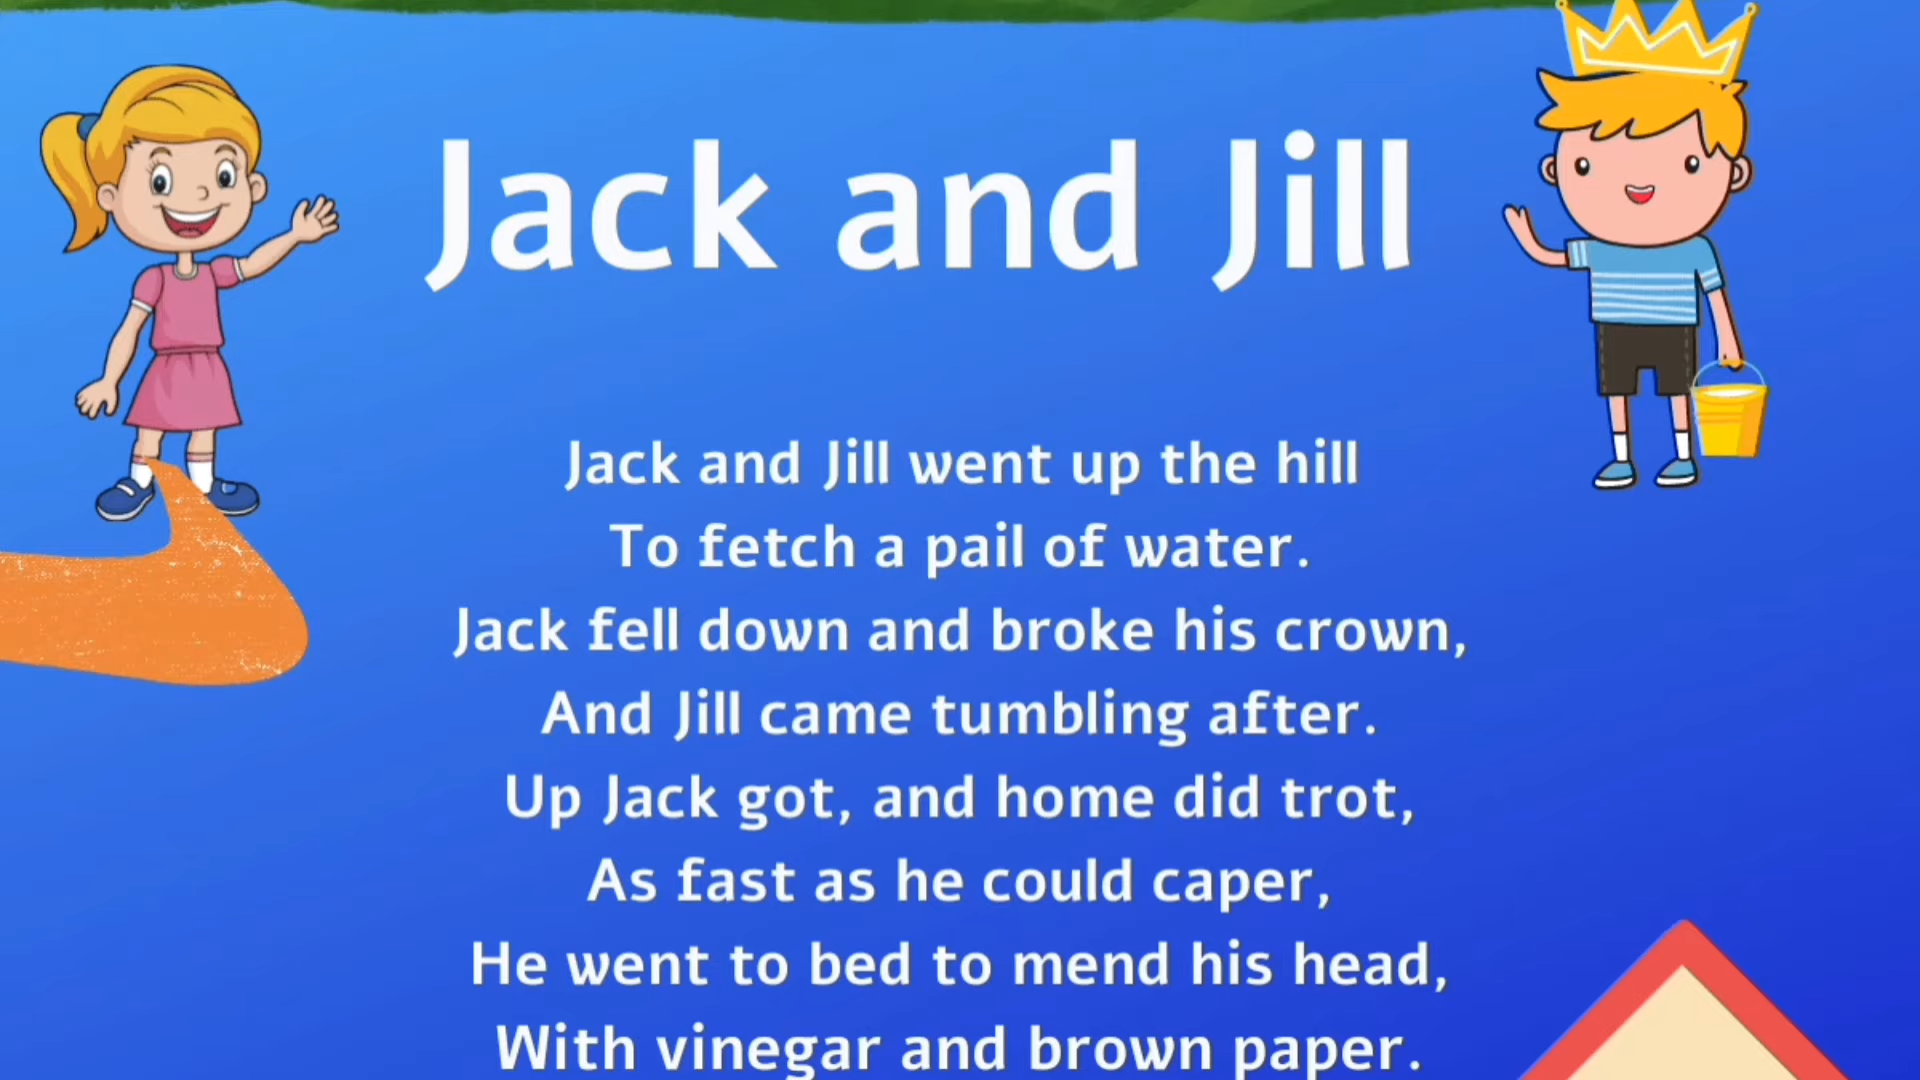 Jack and Jill
Jack and Jill went up the hill
To fetch a pail of water.
Jack fell down and broke his crown,
And Jill came tumbling after.
Up Jack got, and home did trot,
As fast as he could caper,
He went to bed to mend his head,
With vinegar and brown paper.